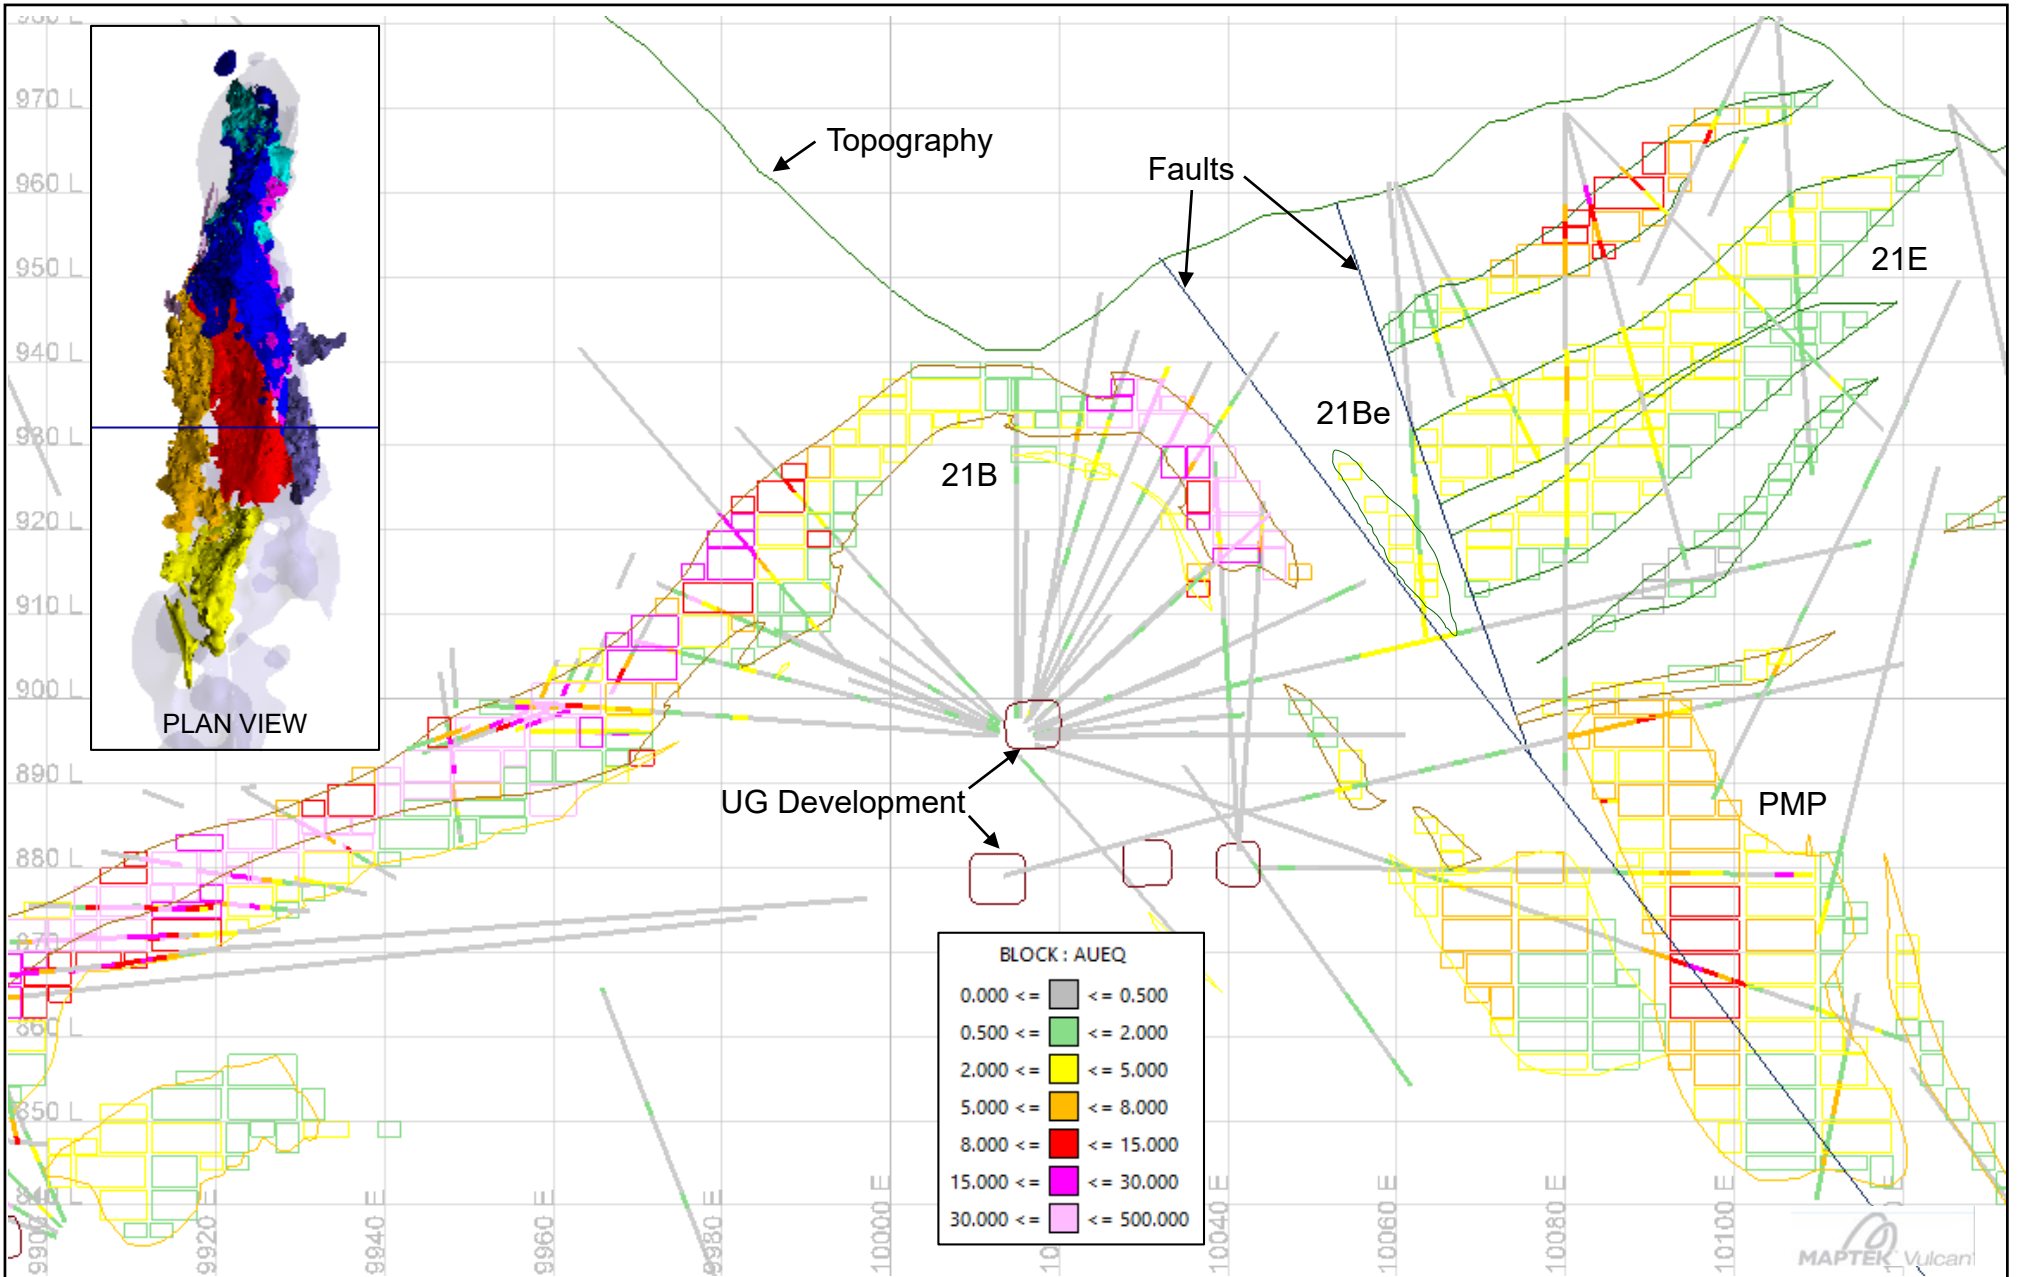 970 L
960 L
950 L
940 L
930 L
920 L
910 L
900 L
890 L
880 L
850 L
PLAN VIEW
Topography
Faults
21E
21Be
21B
UG Development
PMP
BLOCK : AUEQ
0.000 <= <= 0.500
0.500 <= <= 2.000
2.000 <= <= 5.000
5.000 <= <= 8.000
8.000 <= <= 15.000
15.000 <= <= 30.000
30.000 <= <= 500.000
9920 E
9940 E
9960 E
9980 E
10000 E
10040 E
10060 E
10080 E
10100 E
MAPTEK Vulcan